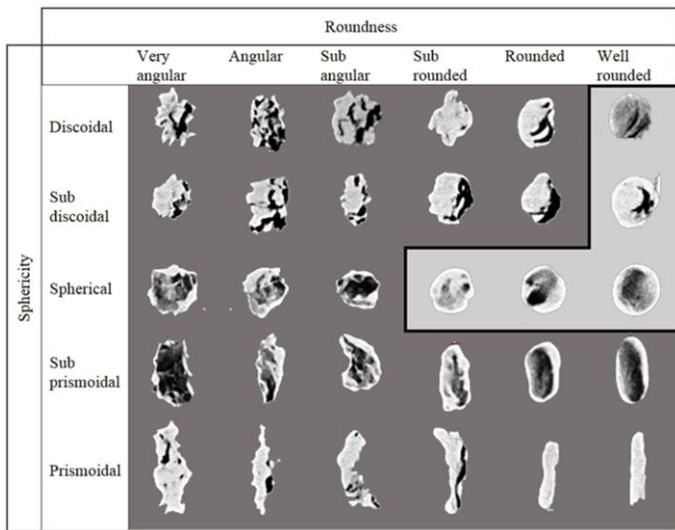 Roundness
Very angular
Angular
Sub angular
Sub rounded
Rounded
Well rounded
Sphericity
Discoidal
Sub discoidal
Spherical
Sub prismoidal
Prismoidal